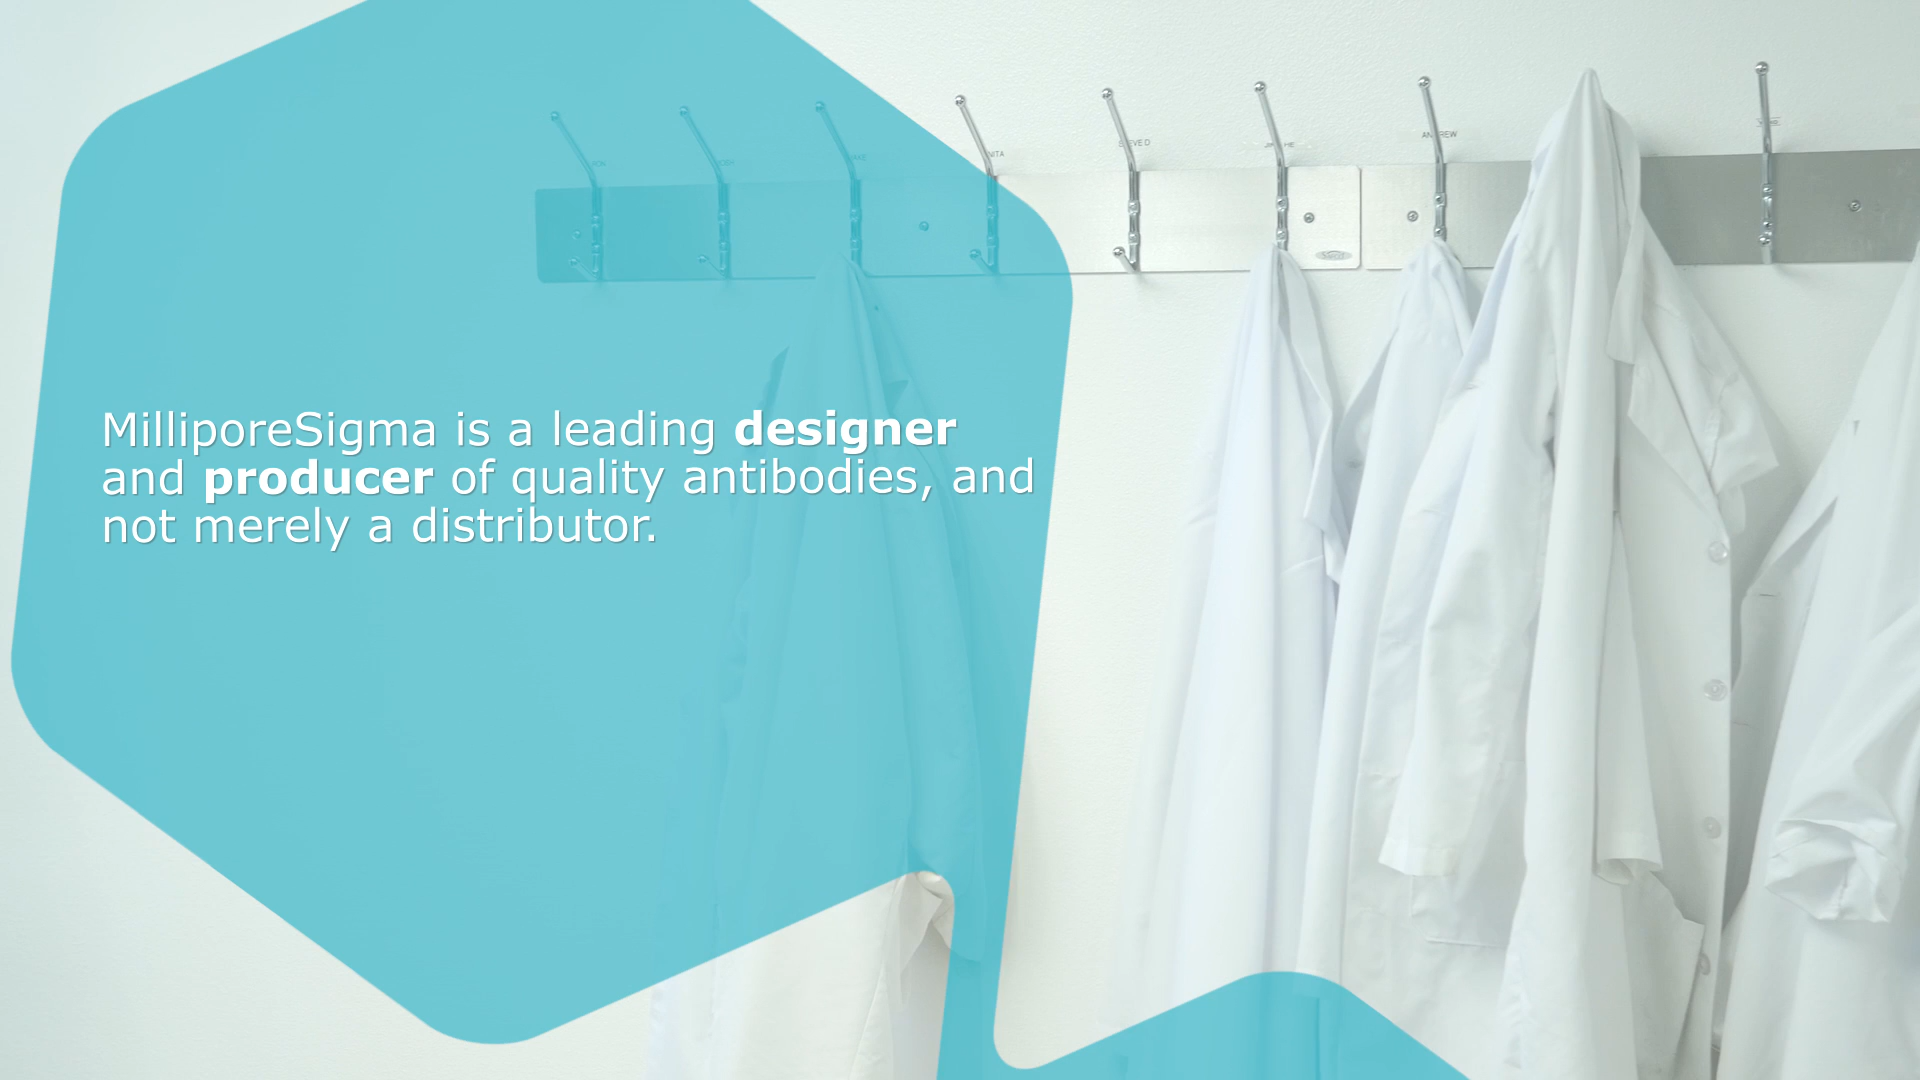 MilliporeSigma is a leading designer
and producer of quality antibodies, and
not merely a distributor.